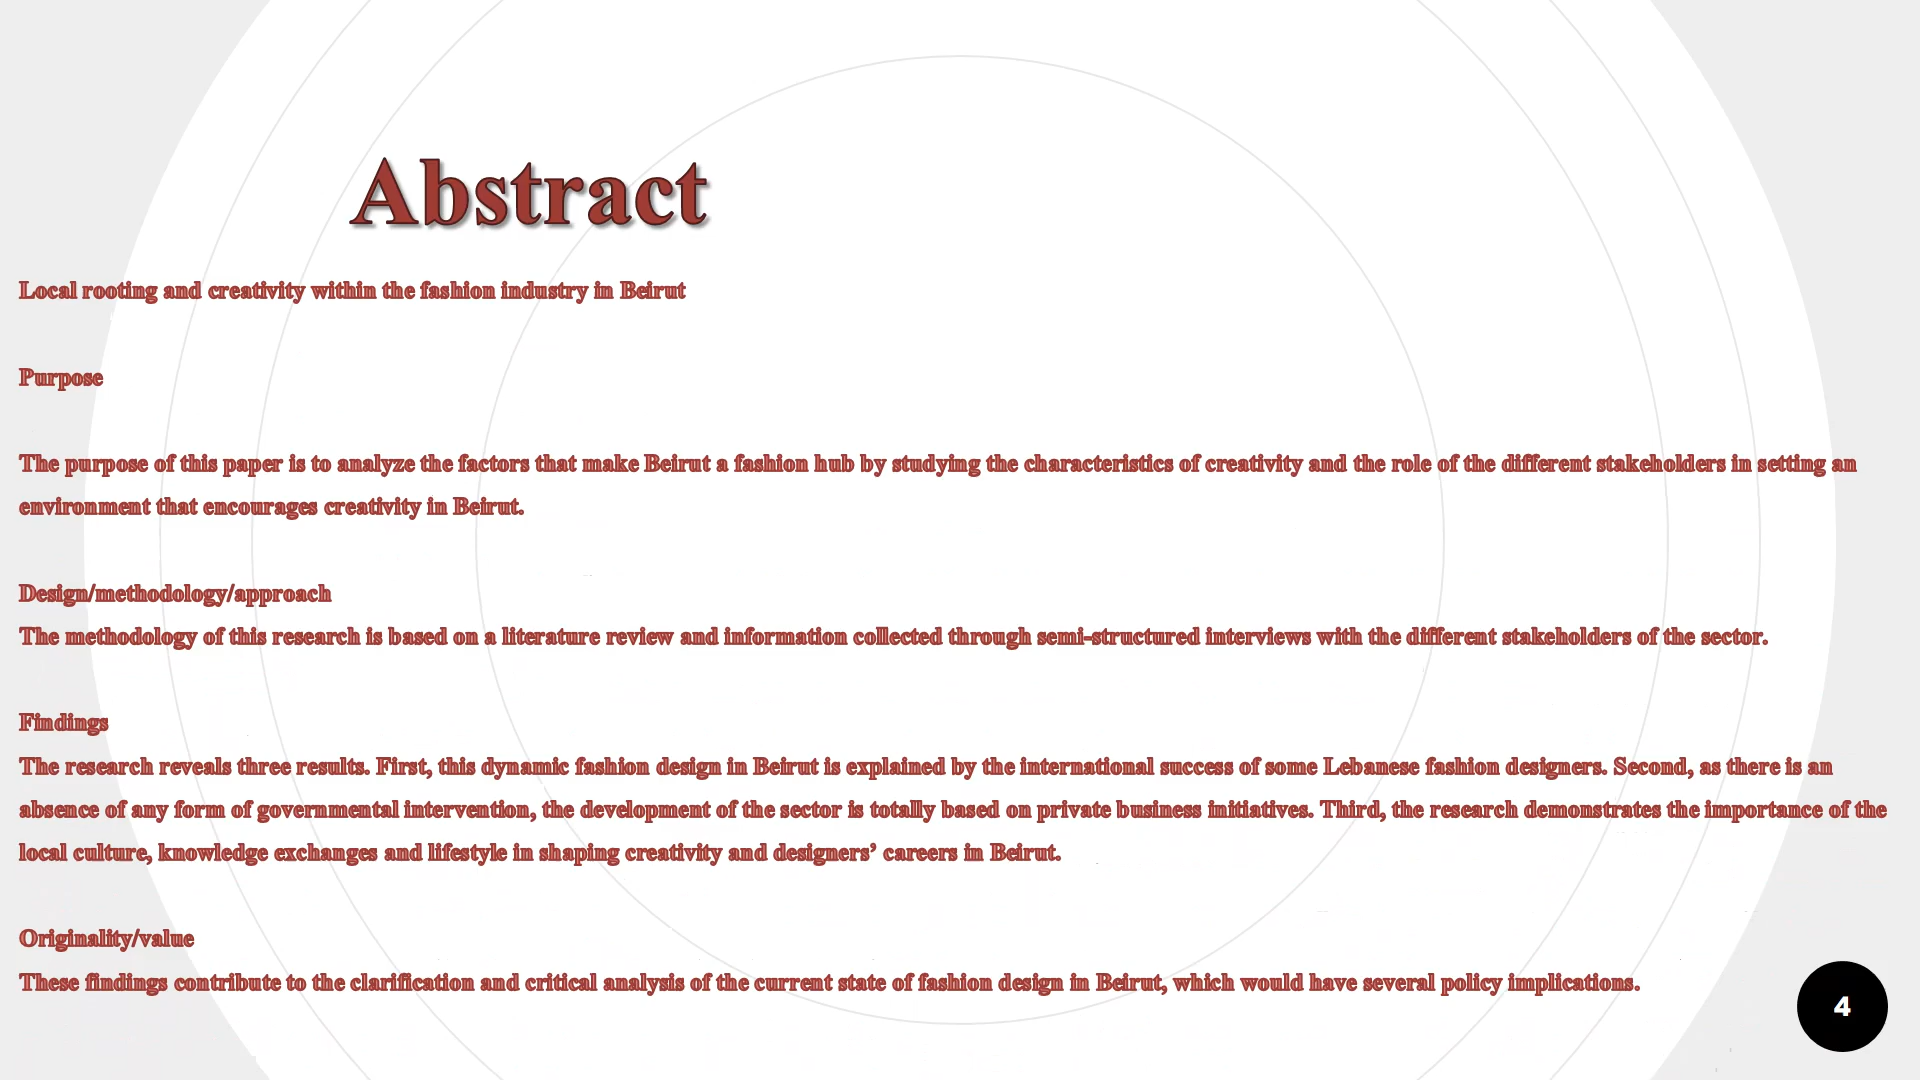 Abstract
Local rooting and creativity within the fashion industry in Beirut
Purpose
The purpose of this paper is to analyze the factors that make Beirut a fashion hub by studying the characteristics of creativity and the role of the different stakeholders in setting an
environment that encourages creativity in Beirut.
Design/methodology/approach
The methodology of this research is based on a literature review and information collected through semi-structured interviews with the different stakeholders of the sector.
Findings
The research reveals three results. First, this dynamic fashion design in Beirut is explained by the international success of some Lebanese fashion designers. Second, as there is an
absence of any form of governmental intervention, the development of the sector is totally based on private business initiatives. Third, the research demonstrates the importance of the
local culture, knowledge exchanges and lifestyle in shaping creativity and designers’ careers in Beirut.
Originality/value
These findings contribute to the clarification and critical analysis of the current state of fashion design in Beirut, which would have several policy implications.
4